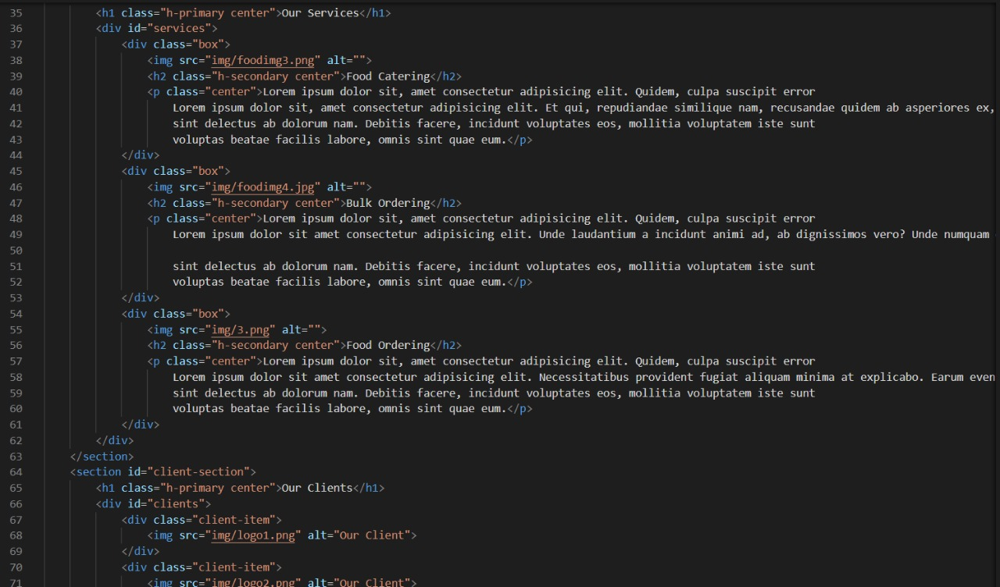 35 <h1 class="h-primary center">Our Services</h1>
36 <div id="services">
37 <div class="box">
38 <img src="img/foodimg3.png" alt="">
39 <h2 class="h-secondary center">Food Catering</h2>
40 <p class="center">Lorem ipsum dolor sit, amet consectetur adipisicing elit. Quidem, culpa suscipit error
41 Lorem ipsum dolor sit, amet consectetur adipisicing elit. Et qui, repudiandae similique nam, recusandae quidem ab asperiores ex,
42 sint delectus ab dolorum nam. Debitis facere, incidunt voluptates eos, mollitia voluptatem iste sunt
43 voluptas beatae facilis labore, omnis sint quae eum.</p>
44 </div>
45 <div class="box">
46 <img src="img/foodimg4.jpg" alt="">
47 <h2 class="h-secondary center">Bulk Ordering</h2>
48 <p class="center">Lorem ipsum dolor sit, amet consectetur adipisicing elit. Quidem, culpa suscipit error
49 Lorem ipsum dolor sit amet consectetur adipisicing elit. Unde laudantium a incidunt animi ad, ab dignissimos vero? Unde numquam
50
51 sint delectus ab dolorum nam. Debitis facere, incidunt voluptates eos, mollitia voluptatem iste sunt
52 voluptas beatae facilis labore, omnis sint quae eum.</p>
53 </div>
54 <div class="box">
55 <img src="img/3.png" alt="">
56 <h2 class="h-secondary center">Food Ordering</h2>
57 <p class="center">Lorem ipsum dolor sit, amet consectetur adipisicing elit. Quidem, culpa suscipit error
58 Lorem ipsum dolor sit amet consectetur adipisicing elit. Necessitatibus provident fugiat aliquam minima at explicabo. Earum even
59 sint delectus ab dolorum nam. Debitis facere, incidunt voluptates eos, mollitia voluptatem iste sunt
60 voluptas beatae facilis labore, omnis sint quae eum.</p>
61 </div>
62 </div>
63 </section>
64 <section id="client-section">
65 <h1 class="h-primary center">Our Clients</h1>
66 <div id="clients">
67 <div class="client-item">
68 <img src="img/logo1.png" alt="Our Client">
69 </div>
70 <div class="client-item">
71 <img src="img/logo2.png" alt="Our Client">